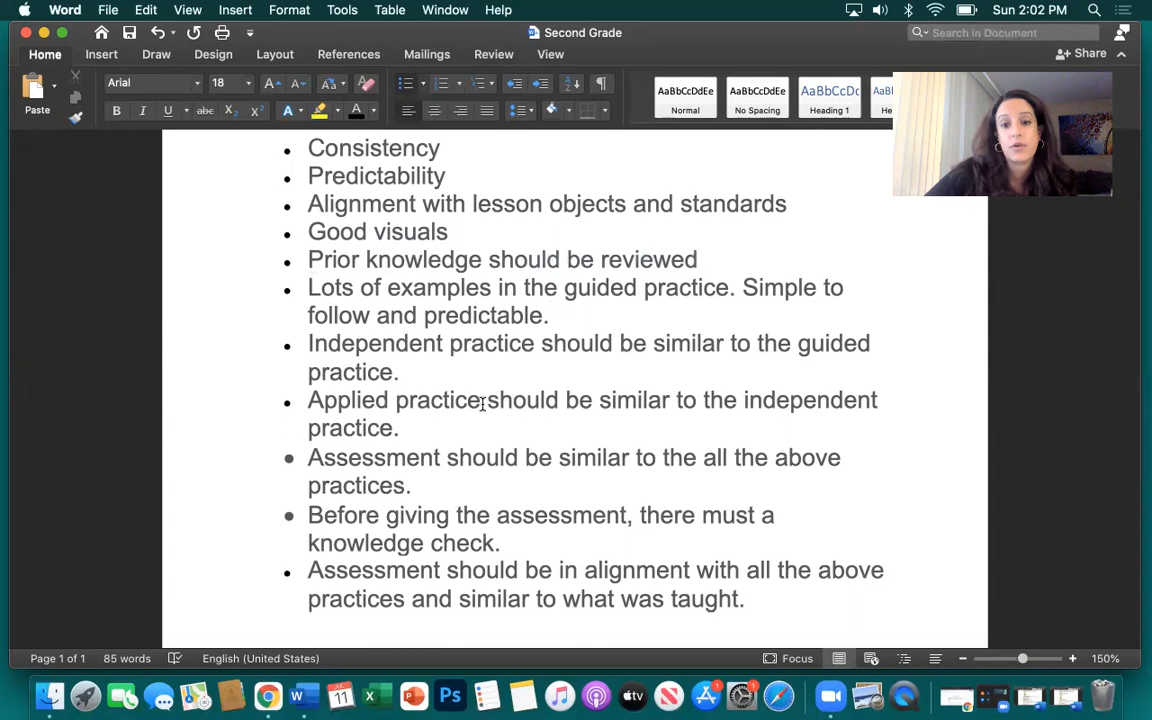 Word File Edit View Insert Format Tools Table Window Help Sun 2:02 PM
Second Grade
Search in Document
Home Insert Draw Design Layout References Mailings Review View
Share
Paste
Arial 18
AaBbCcDdEe AaBbCcDdEe AaBbCcDc
Normal No Spacing Heading 1
Consistency
Predictability
Alignment with lesson objects and standards
Good visuals
Prior knowledge should be reviewed
Lots of examples in the guided practice. Simple to
follow and predictable.
Independent practice should be similar to the guided
practice.
Applied practice should be similar to the independent
practice.
Assessment should be similar to the all the above
practices.
Before giving the assessment, there must a
knowledge check.
Assessment should be in alignment with all the above
practices and similar to what was taught.
Page 1 of 1 85 words English (United States) Focus 150%